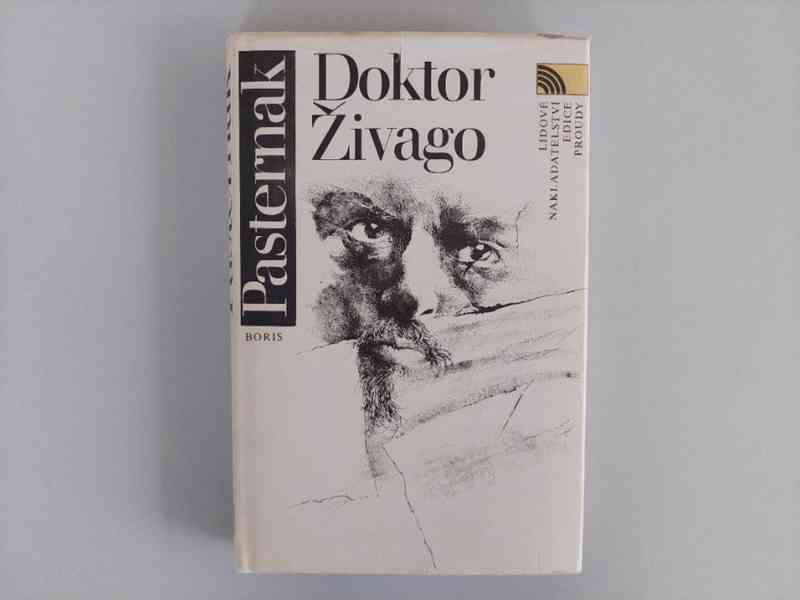 Doktor
Živago
Pasternak
BORIS
LIDOVÉ
NAKLADATELSTVÍ
EDICE
PROUDY